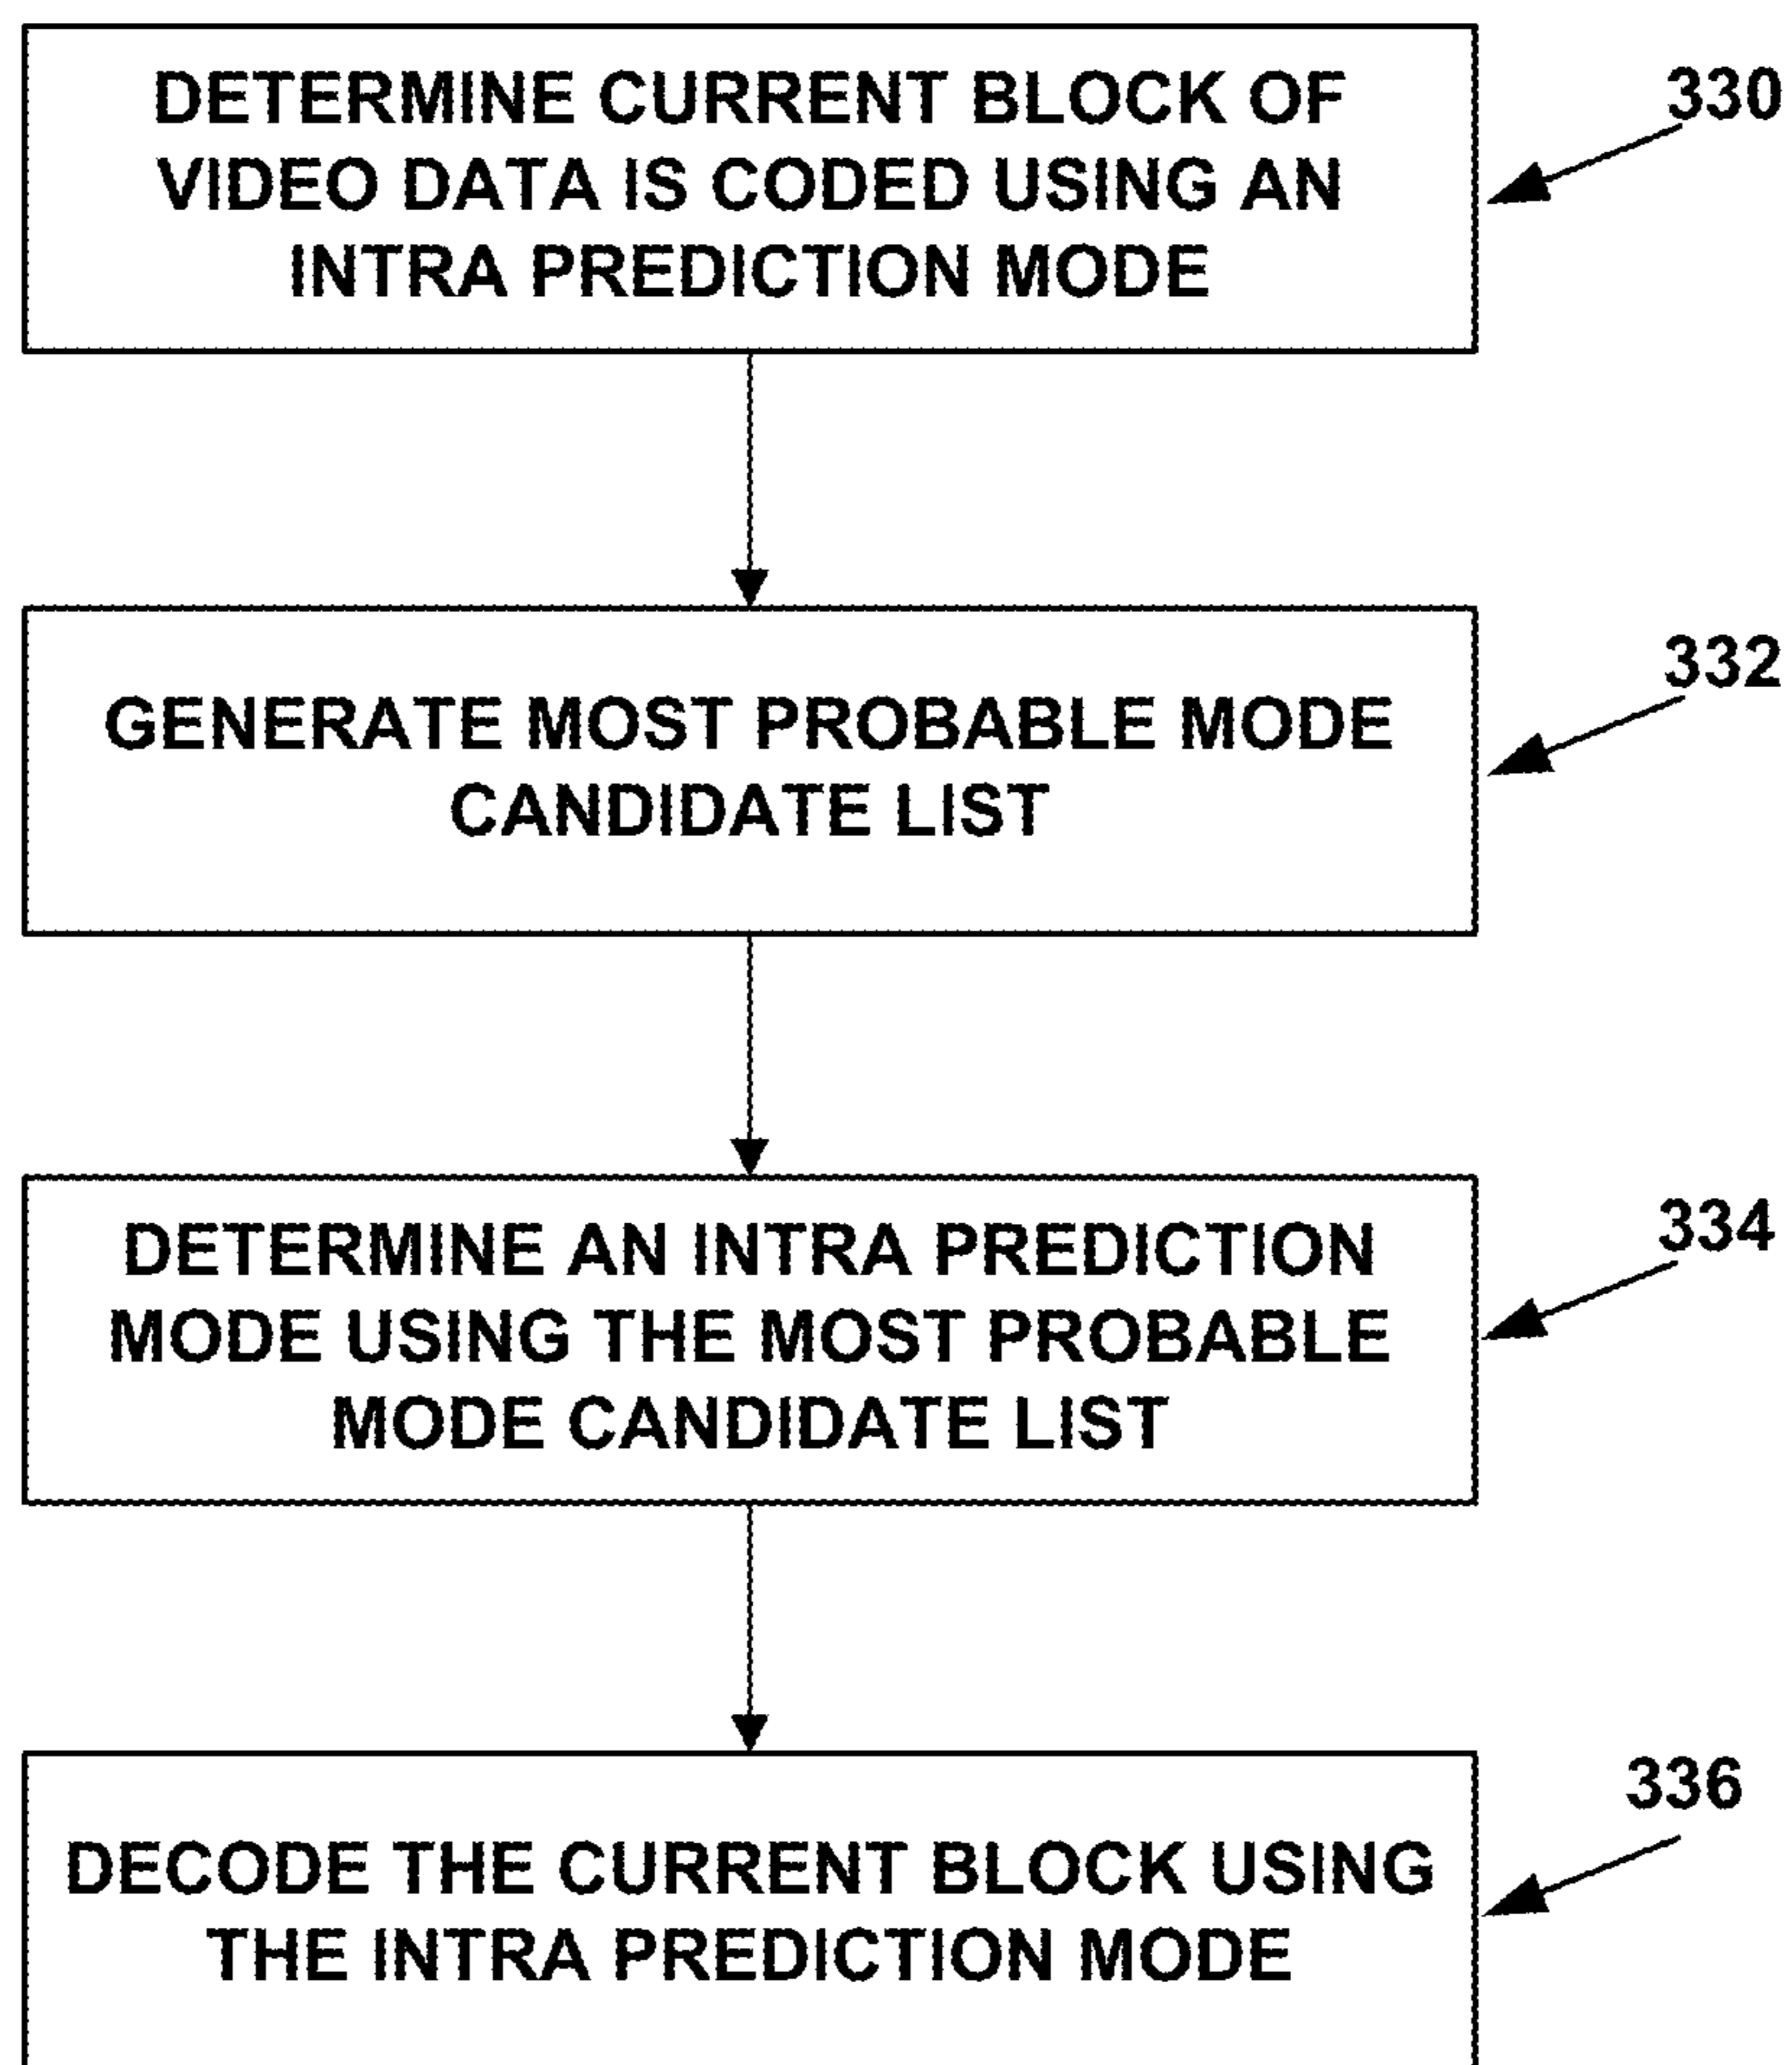 DETERMINE CURRENT BLOCK OF
VIDEO DATA IS CODED USING AN
INTRA PREDICTION MODE
330
GENERATE MOST PROBABLE MODE
CANDIDATE LIST
332
DETERMINE AN INTRA PREDICTION
MODE USING THE MOST PROBABLE
MODE CANDIDATE LIST
334
DECODE THE CURRENT BLOCK USING
THE INTRA PREDICTION MODE
336